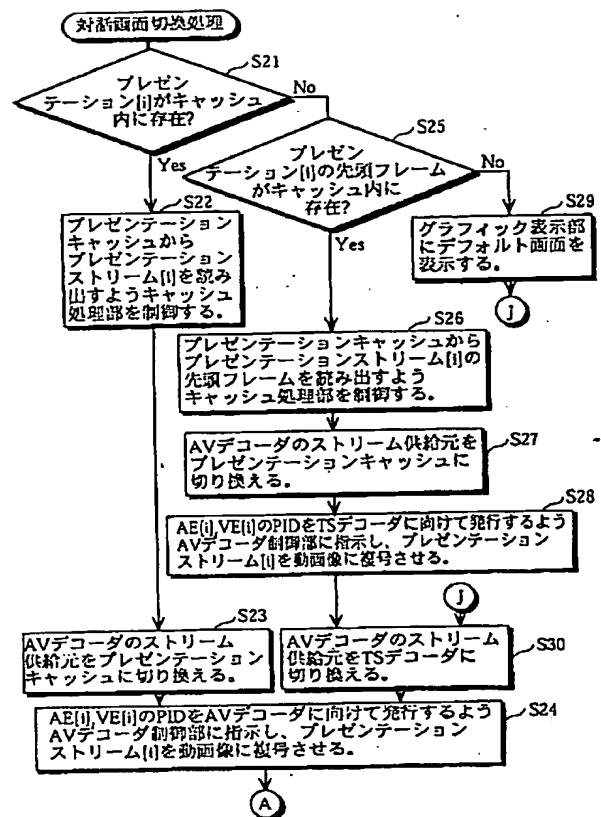 対話画面切換処理
S21
プレゼン
テーション[i]がキャッシュ
内に存在?
No
Yes
S25
プレゼン
テーション[i]の先頭フレーム
がキャッシュ内に
存在?
No
Yes
S22
プレゼンテーション
キャッシュから
プレゼンテーション
ストリーム[i]を読み
出すようキャッシュ
処理部を制御する。
S29
グラフィック表示部
にデフォルト画面を
表示する。
J
S26
プレゼンテーションキャッシュから
プレゼンテーションストリーム[i]の
先頭フレームを読み出すよう
キャッシュ処理部を制御する。
S27
AVデコーダのストリーム供給元を
プレゼンテーションキャッシュに
切り換える。
S28
AE[i],VE[i]のPIDをTSデコーダに向けて発行するよう
AVデコーダ制御部に指示し、プレゼンテーション
ストリーム[i]を動画像に複号させる。
J
S23
AVデコーダのストリーム
供給元をプレゼンテーション
キャッシュに切り換える。
AVデコーダのストリーム
供給元をTSデコーダに
切り換える。
S30
S24
AE[i],VE[i]のPIDをAVデコーダに向けて発行するよう
AVデコーダ制御部に指示し、プレゼンテーション
ストリーム[i]を動画像に複号させる。
A